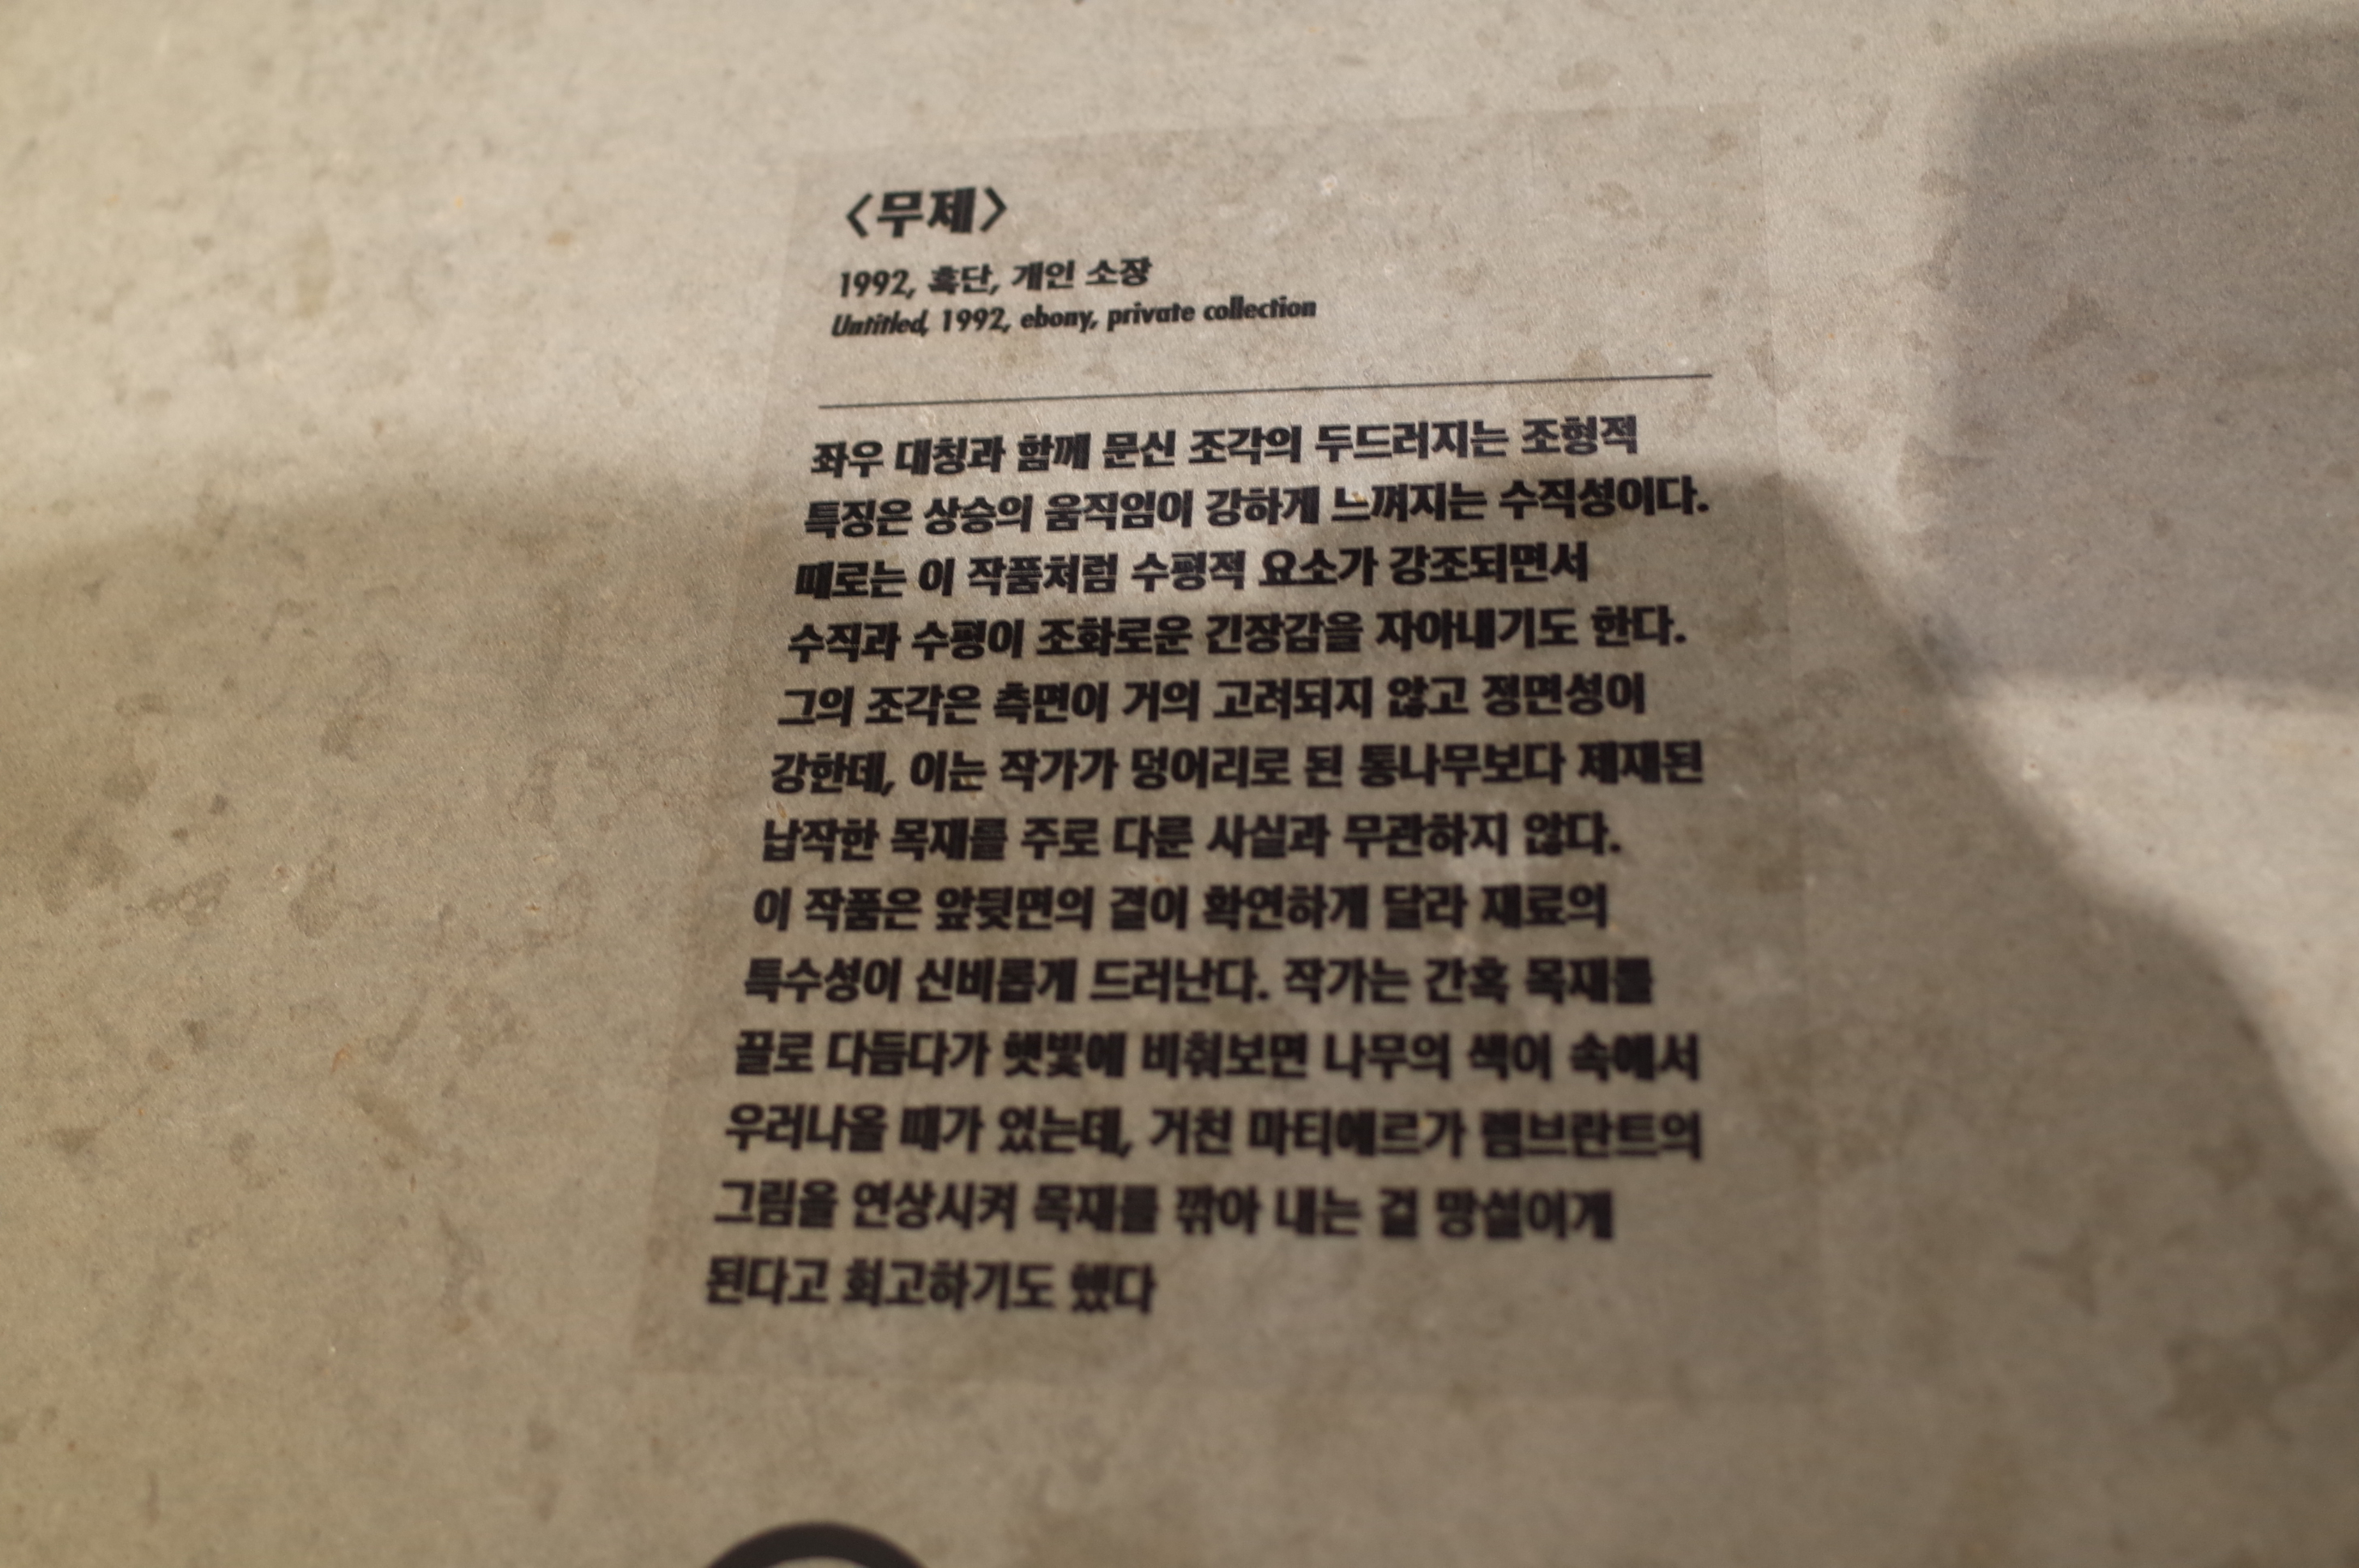 〈무제〉
1992, 흑단, 개인 소장
Untitled, 1992, ebony, private collection
좌우 대칭과 함께 문신 조각의 두드러지는 조형적
특징은 상승의 움직임이 강하게 느껴지는 수직성이다.
때로는 이 작품처럼 수평적 요소가 강조되면서
수직과 수평이 조화로운 긴장감을 자아내기도 한다.
그의 조각은 측면이 거의 고려되지 않고 정면성이
강한데, 이는 작가가 덩어리로 된 통나무보다 제재된
납작한 목재를 주로 다룬 사실과 무관하지 않다.
이 작품은 앞뒷면의 결이 확연하게 달라 재료의
특수성이 신비롭게 드러난다. 작가는 간혹 목재를
끌로 다듬다가 햇빛에 비춰보면 나무의 색이 속에서
우러나올 때가 있는데, 거친 마티에르가 렘브란트의
그림을 연상시켜 목재를 깎아 내는 걸 망설이게
된다고 회고하기도 했다